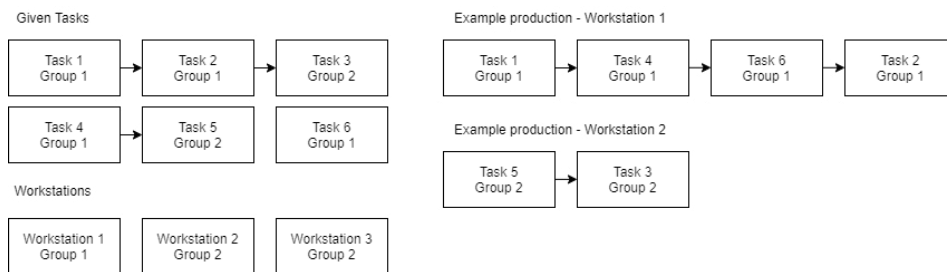 Given Tasks
Task 1
Group 1
Task 2
Group 1
Task 3
Group 2
Task 4
Group 1
Task 5
Group 2
Task 6
Group 1
Workstations
Workstation 1
Group 1
Workstation 2
Group 2
Workstation 3
Group 2
Example production - Workstation 1
Task 1
Group 1
Task 4
Group 1
Task 6
Group 1
Task 2
Group 1
Example production - Workstation 2
Task 5
Group 2
Task 3
Group 2